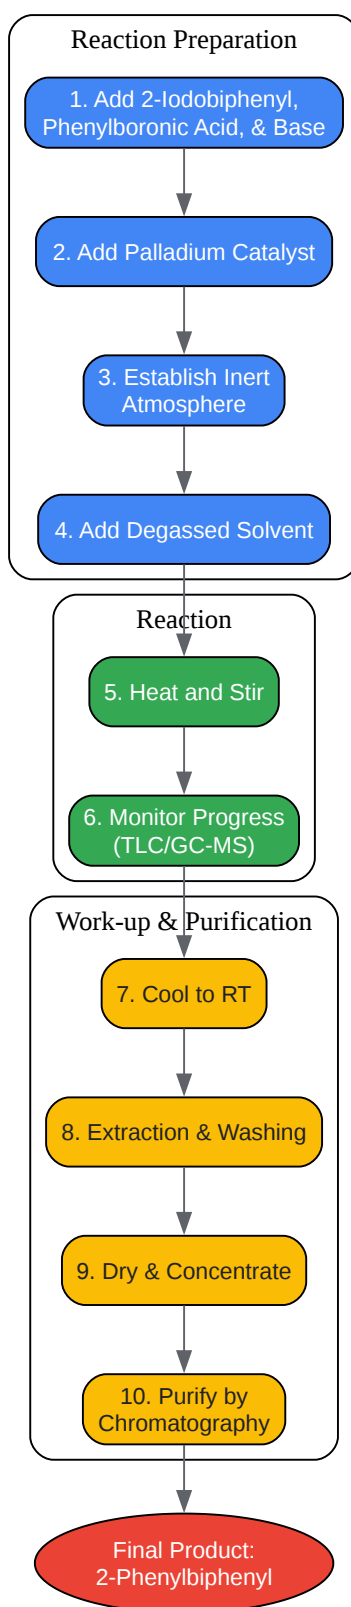 Reaction Preparation
1. Add 2-Iodobiphenyl,
Phenylboronic Acid, & Base
2. Add Palladium Catalyst
3. Establish Inert
Atmosphere
4. Add Degassed Solvent
Reaction
5. Heat and Stir
6. Monitor Progress
(TLC/GC-MS)
Work-up & Purification
7. Cool to RT
8. Extraction & Washing
9. Dry & Concentrate
10. Purify by
Chromatography
Final Product:
2-Phenylbiphenyl